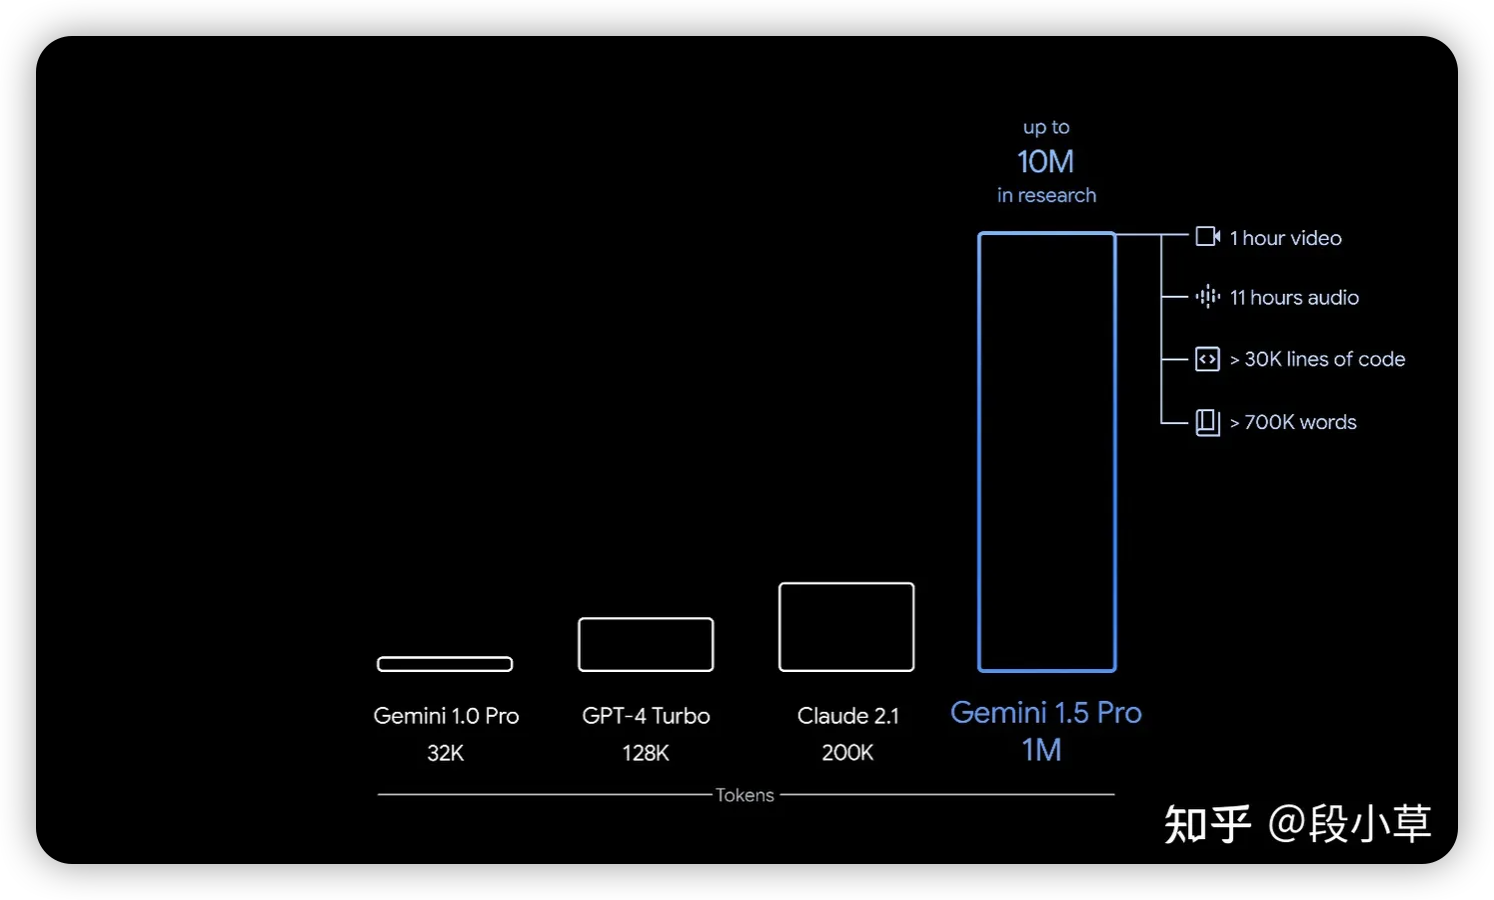 up to
10M
in research
1 hour video
11 hours audio
> 30K lines of code
> 700K words
Gemini 1.0 Pro
32K
GPT-4 Turbo
128K
Claude 2.1
200K
Gemini 1.5 Pro
1M
Tokens
知乎 @段小草